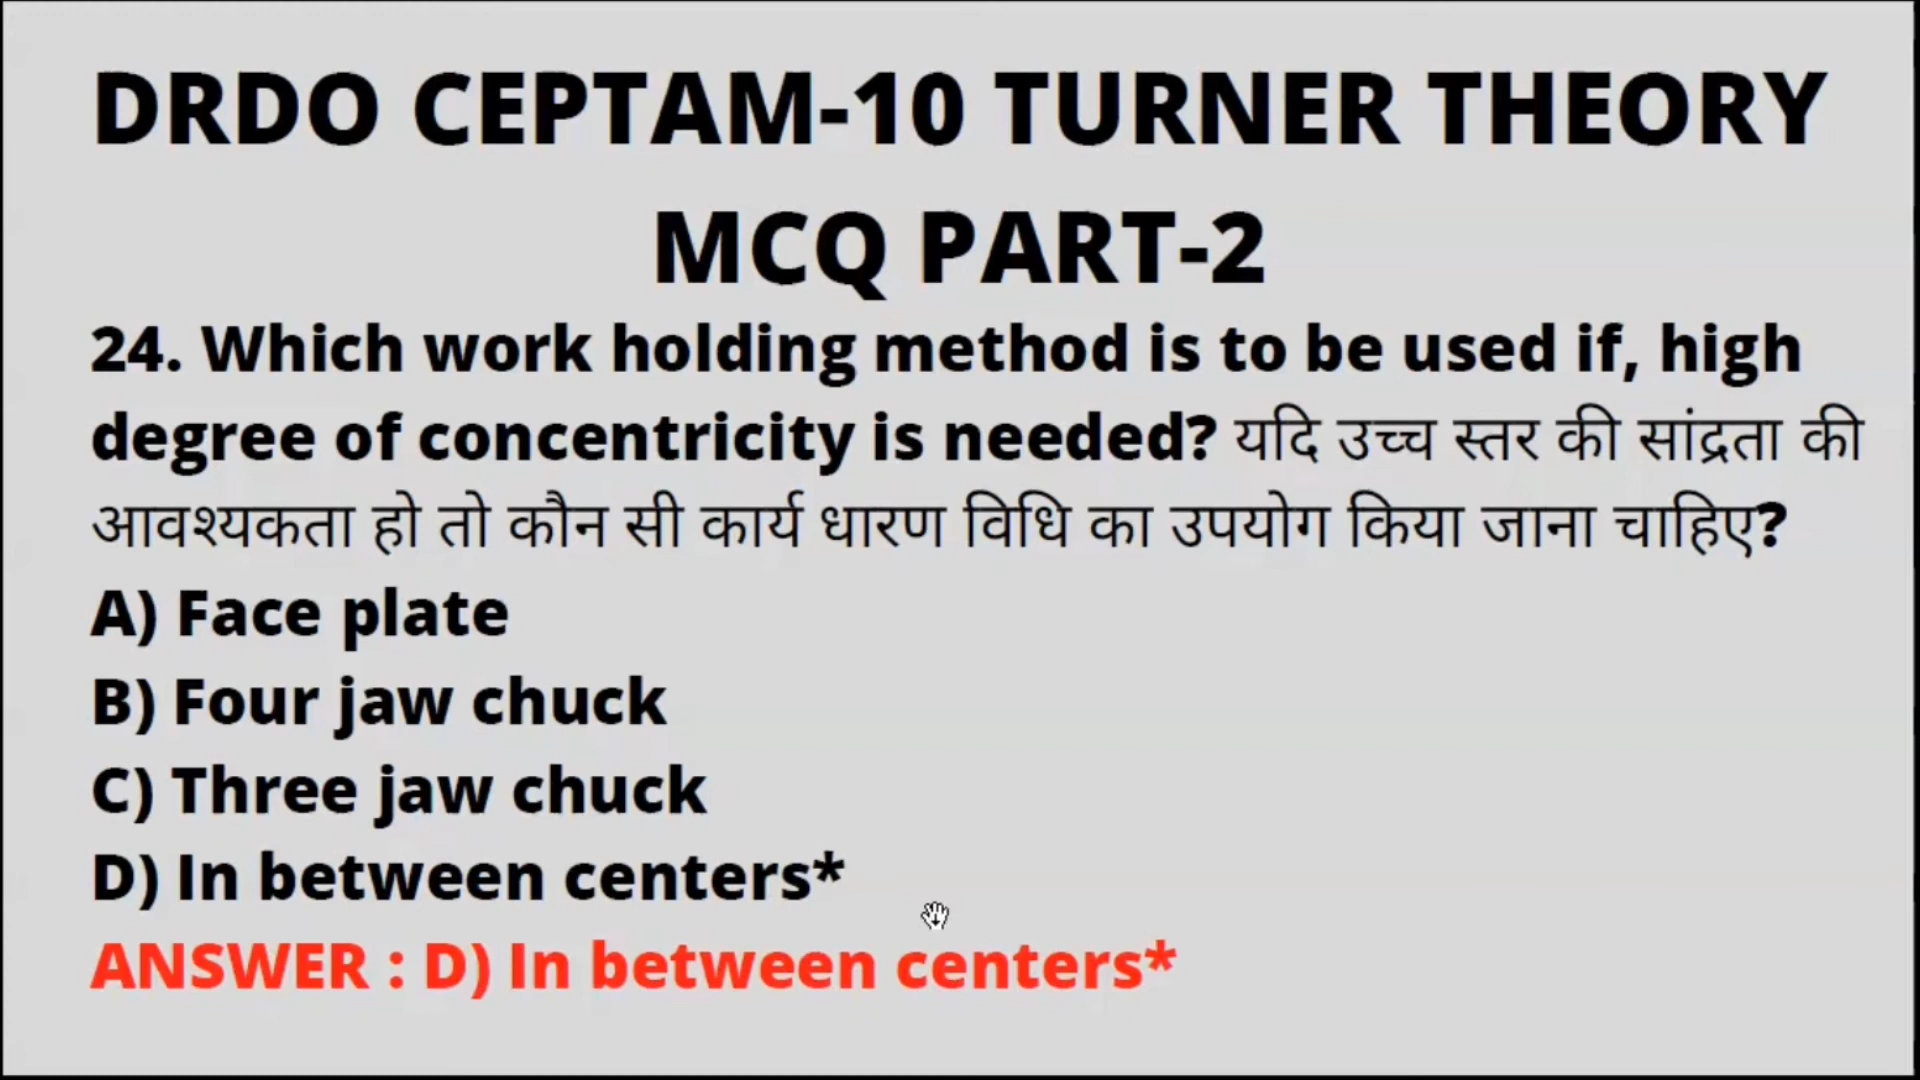 DRDO CEPTAM-10 TURNER THEORY
MCQ PART-2
24. Which work holding method is to be used if, high
degree of concentricity is needed? यदि उच्च स्तर की सांद्रता की
आवश्यकता हो तो कौन सी कार्य धारण विधि का उपयोग किया जाना चाहिए?
A) Face plate
B) Four jaw chuck
C) Three jaw chuck
D) In between centers*
ANSWER : D) In between centers*